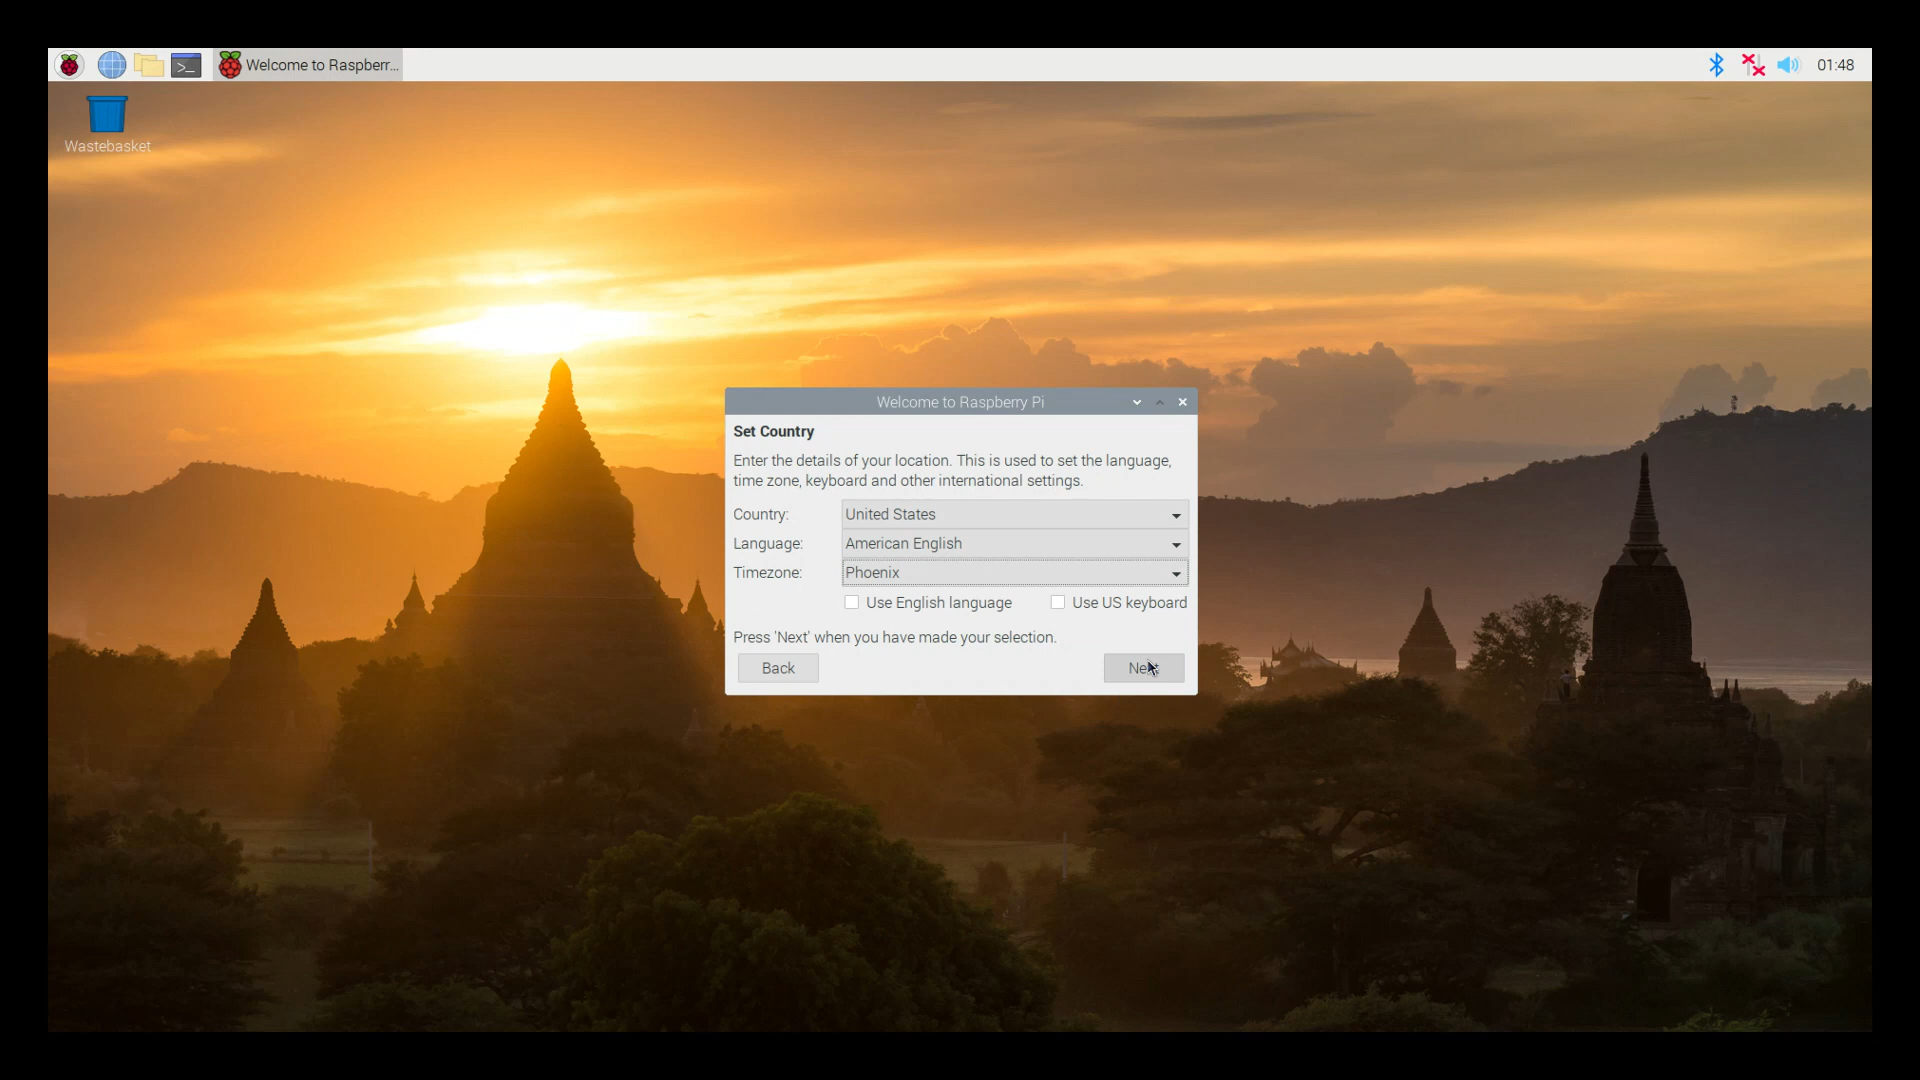 Welcome to Raspberr...
01:48
Wastebasket
Welcome to Raspberry Pi
Set Country
Enter the details of your location. This is used to set the language,
time zone, keyboard and other international settings.
Country: United States
Language: American English
Timezone: Phoenix
Use English language Use US keyboard
Press 'Next' when you have made your selection.
Back Next